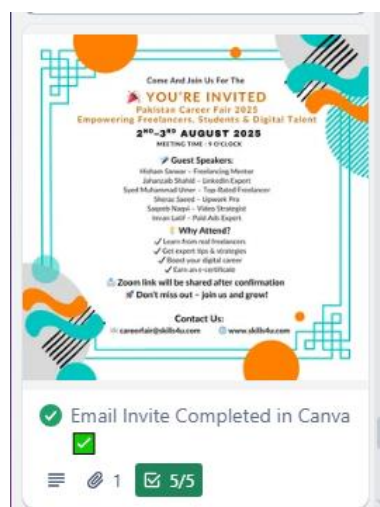 Come And Join Us For The
🎉 YOU'RE INVITED
Pakistan Career Fair 2025
Empowering Freelancers, Students & Digital Talent
2ND–3RD AUGUST 2025
MEETING TIME : 9 O'CLOCK
Guest Speakers:
Hisham Sarwar – Freelancing Mentor
Jahanzaib Shahid – LinkedIn Expert
Syed Muhammad Umer – Top-Rated Freelancer
Sheraz Saeed – Upwork Pro
Saqeeb Naqvi – Video Strategist
Imran Latif – Paid Ads Expert
Why Attend?
✓ Learn from real freelancers
✓ Get expert tips & strategies
✓ Boost your digital career
✓ Earn an e-certificate
Zoom link will be shared after confirmation
🚀 Don't miss out – join us and grow!
Contact Us:
careerfair@skills4u.com www.skills4u.com
Email Invite Completed in Canva
✅
1 5/5